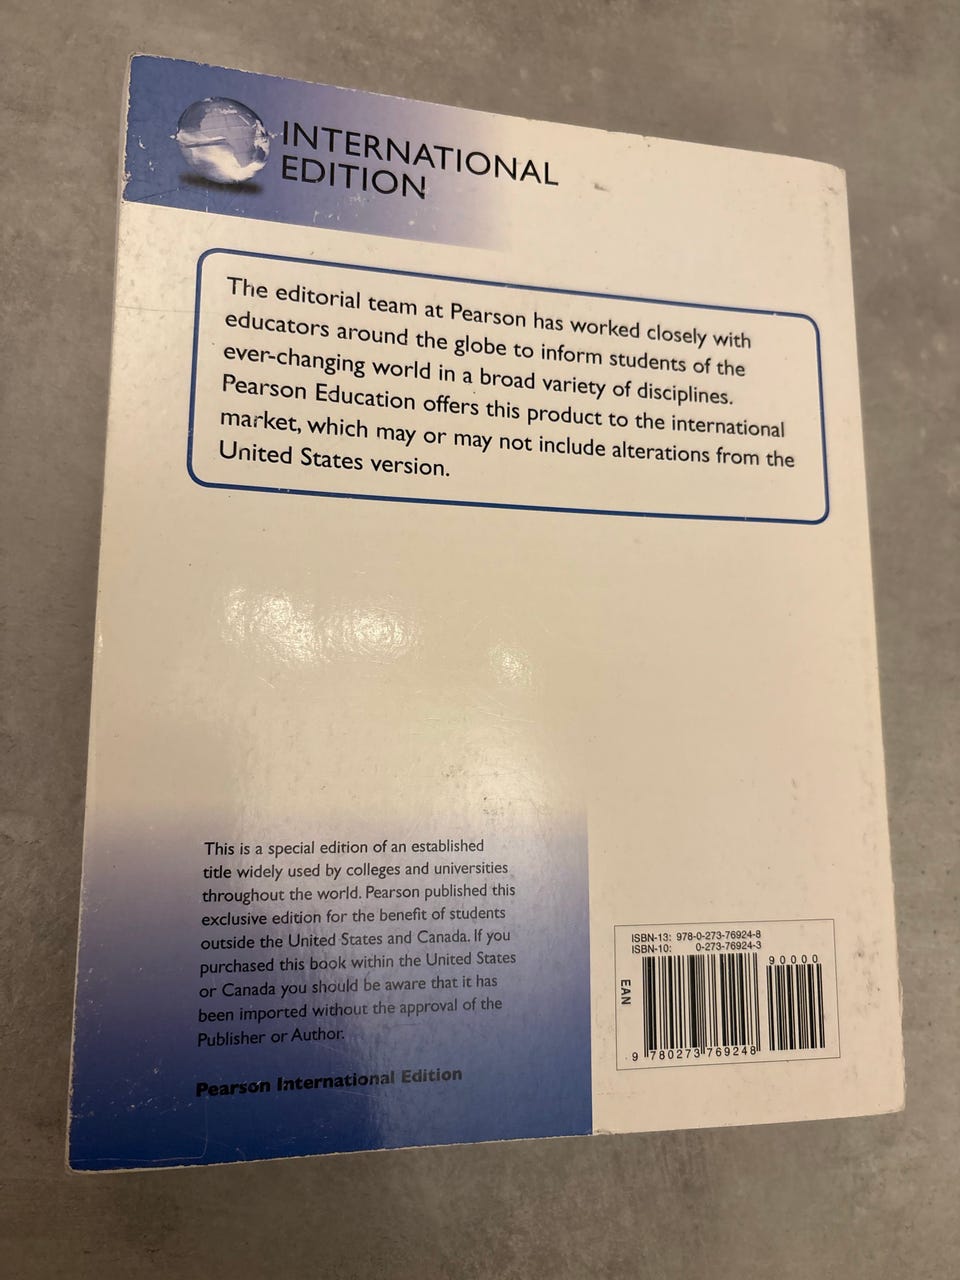 INTERNATIONAL
EDITION
The editorial team at Pearson has worked closely with
educators around the globe to inform students of the
ever-changing world in a broad variety of disciplines.
Pearson Education offers this product to the international
market, which may or may not include alterations from the
United States version.
This is a special edition of an established
title widely used by colleges and universities
throughout the world. Pearson published this
exclusive edition for the benefit of students
outside the United States and Canada. If you
purchased this book within the United States
or Canada you should be aware that it has
been imported without the approval of the
Publisher or Author.
Pearson International Edition
ISBN-13: 978-0-273-76924-8
ISBN-10: 0-273-76924-3
90000
EAN
9 780273 769248